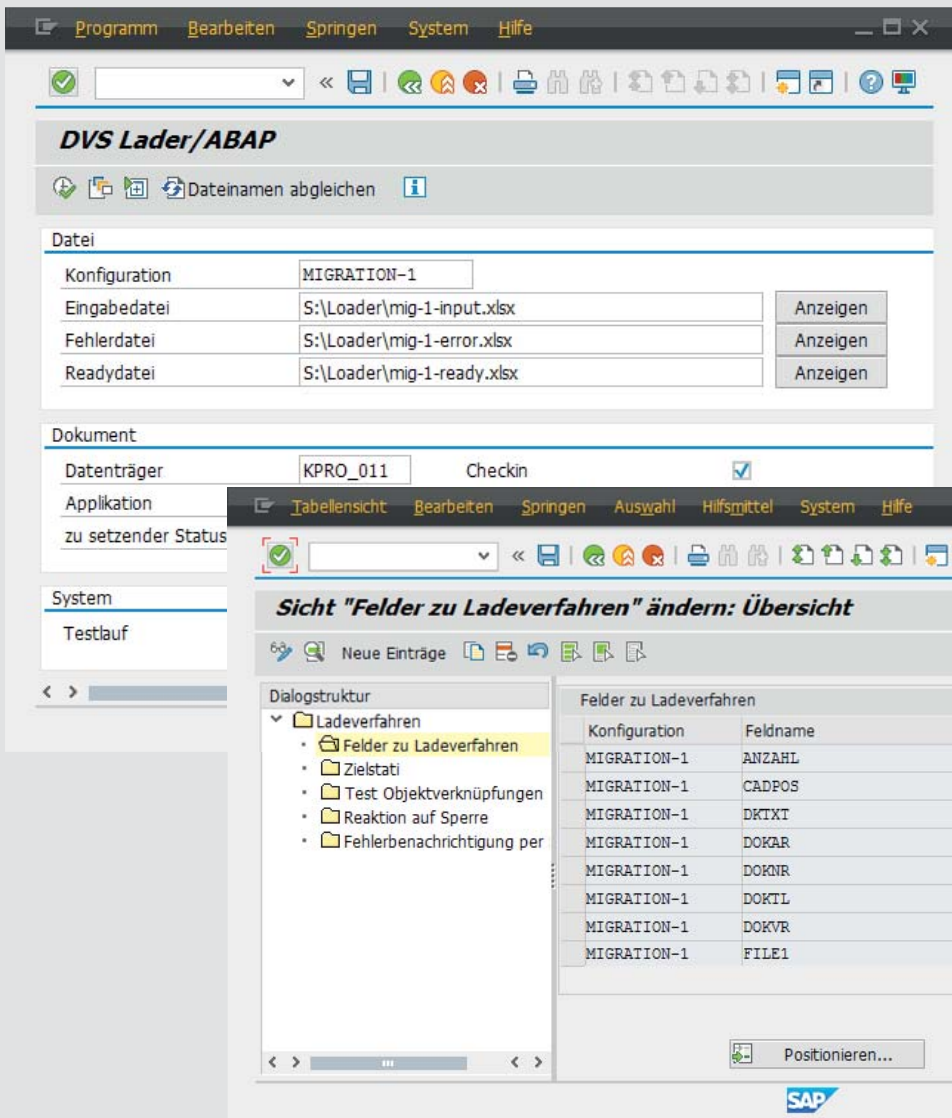 Programm Bearbeiten Springen System Hilfe
DVS Lader/ABAP
Dateinamen abgleichen
Datei
Konfiguration MIGRATION-1
Eingabedatei S:\Loader\mig-1-input.xlsx Anzeigen
Fehlerdatei S:\Loader\mig-1-error.xlsx Anzeigen
Readydatei S:\Loader\mig-1-ready.xlsx Anzeigen
Dokument
Datenträger KPRO_011 Checkin
Applikation
zu setzender Status
System
Testlauf
Tabellensicht Bearbeiten Springen Auswahl Hilfsmittel System Hilfe
Sicht "Felder zu Ladeverfahren" ändern: Übersicht
Neue Einträge
Dialogstruktur
Ladeverfahren
Felder zu Ladeverfahren
Zielstati
Test Objektverknüpfungen
Reaktion auf Sperre
Fehlerbenachrichtigung per
Felder zu Ladeverfahren
Konfiguration Feldname
MIGRATION-1 ANZAHL
MIGRATION-1 CADPOS
MIGRATION-1 DKTXT
MIGRATION-1 DOKAR
MIGRATION-1 DOKNR
MIGRATION-1 DOKTL
MIGRATION-1 DOKVR
MIGRATION-1 FILE1
Positionieren...
SAP